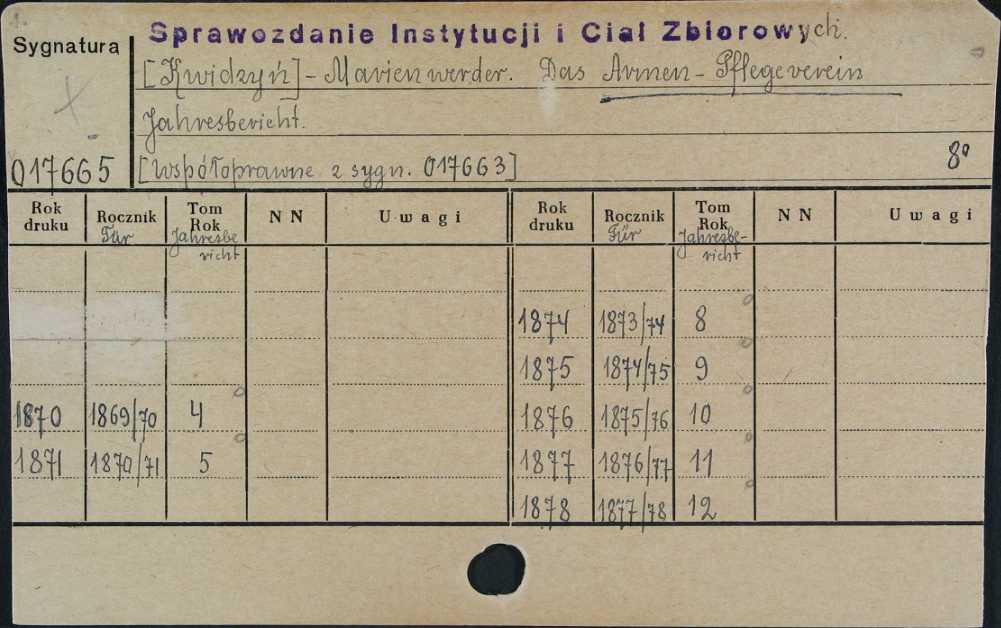 Sprawozdanie Instytucji i Ciał Zbiorowych.
Sygnatura
[Kwidzyń] - Marienwerder. Das Armen-Pflegeverein
Jahresbericht.
017665 [Współoprawne z sygn. 017663] 8°
Rok druku Rocznik Für Tom Rok Jahresbericht NN Uwagi Rok druku Rocznik Für Tom Rok Jahresbe-richt NN Uwagi
1874 1873/74 8
1875 1874/75 9
1870 1869/70 4 1876 1875/76 10
1871 1870/71 5 1877 1876/77 11
1878 1877/78 12